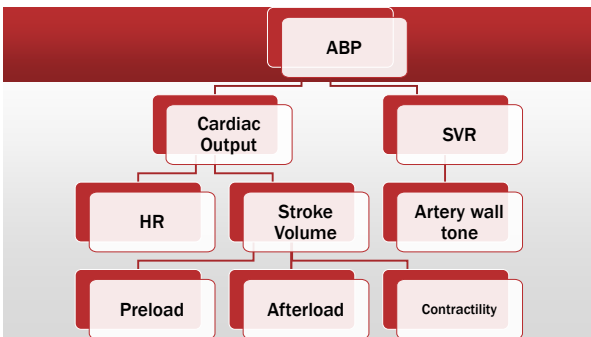 ABP
Cardiac
Output
SVR
HR
Stroke
Volume
Artery wall
tone
Preload
Afterload
Contractility